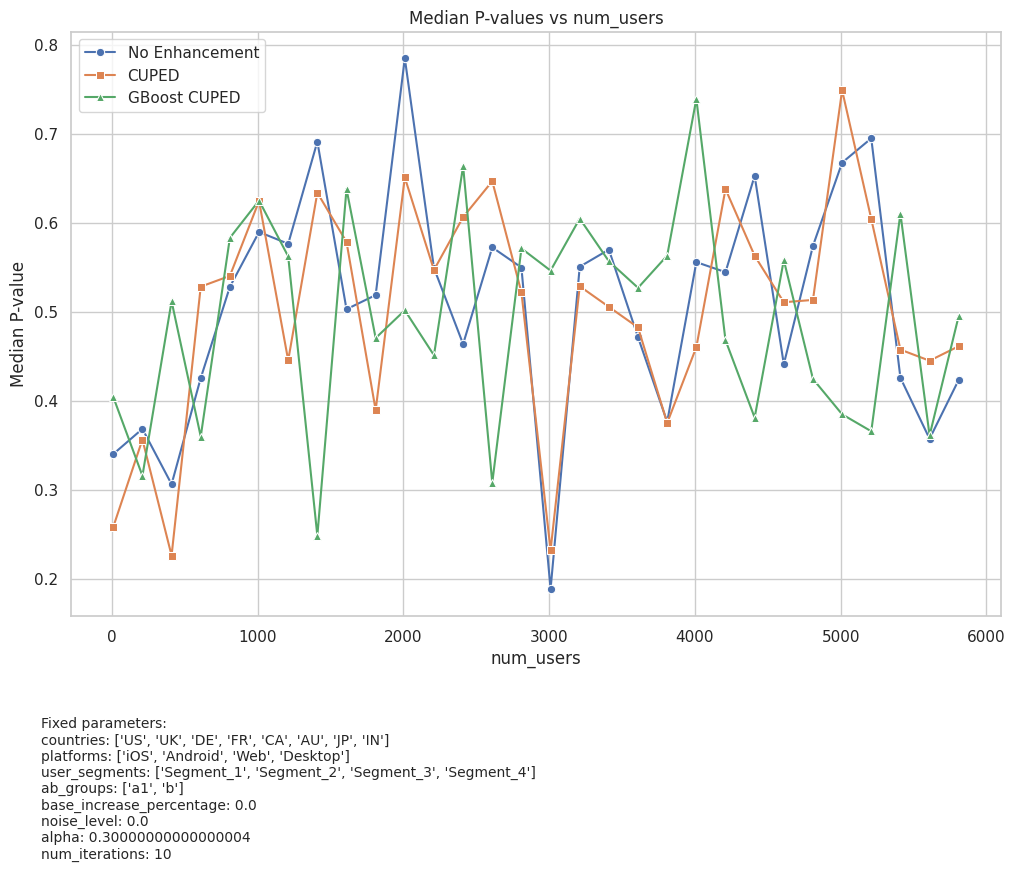 Median P-values vs num_users
No Enhancement
CUPED
GBoost CUPED
Median P-value
0.8
0.7
0.6
0.5
0.4
0.3
0.2
0
1000
2000
3000
4000
5000
6000
num_users
Fixed parameters:
countries: ['US', 'UK', 'DE', 'FR', 'CA', 'AU', 'JP', 'IN']
platforms: ['iOS', 'Android', 'Web', 'Desktop']
user_segments: ['Segment_1', 'Segment_2', 'Segment_3', 'Segment_4']
ab_groups: ['a1', 'b']
base_increase_percentage: 0.0
noise_level: 0.0
alpha: 0.30000000000000004
num_iterations: 10